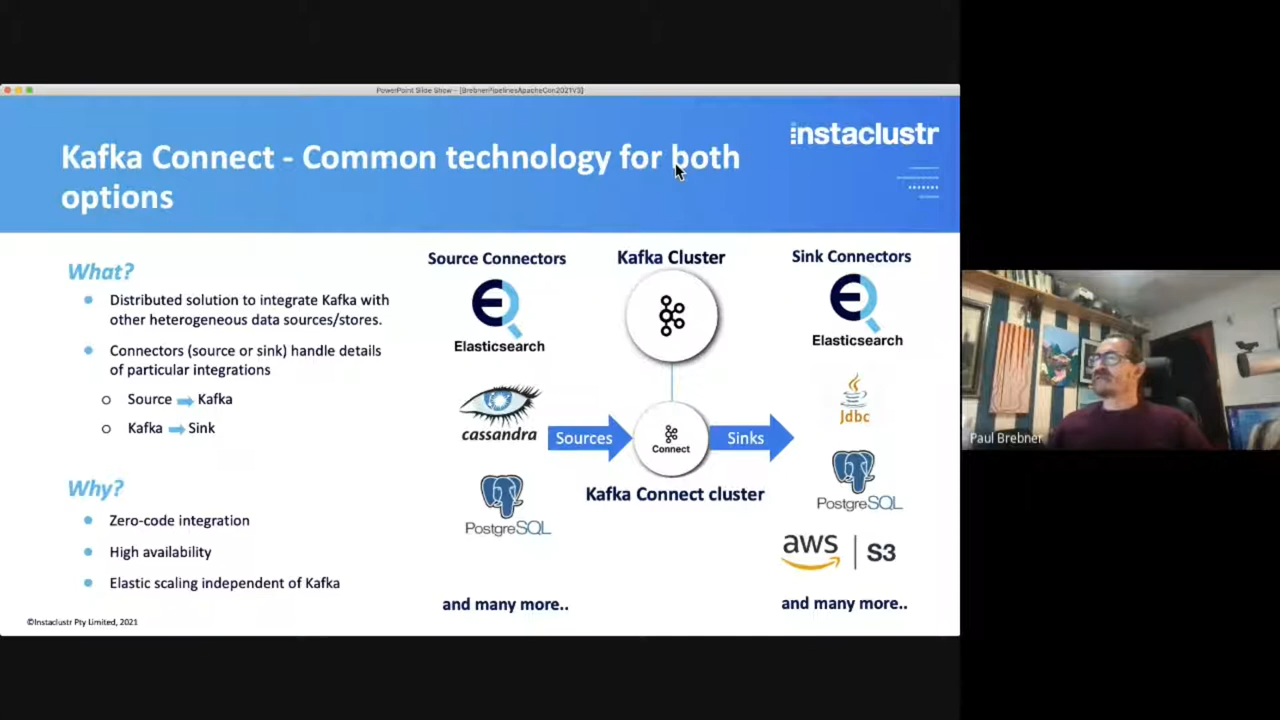 PowerPoint Slide Show - [BrebnerPipelinesApacheCon2021V3]
instaclustr
Kafka Connect - Common technology for both
options
What?
Distributed solution to integrate Kafka with
other heterogeneous data sources/stores.
Connectors (source or sink) handle details
of particular integrations
Source Kafka
Kafka Sink
Why?
Zero-code integration
High availability
Elastic scaling independent of Kafka
Source Connectors
Elasticsearch
cassandra
PostgreSQL
and many more..
Kafka Cluster
Sources
Connect
Sinks
Kafka Connect cluster
Sink Connectors
Elasticsearch
Jdbc
PostgreSQL
aws | S3
and many more..
©Instaclustr Pty Limited, 2021
Paul Brebner